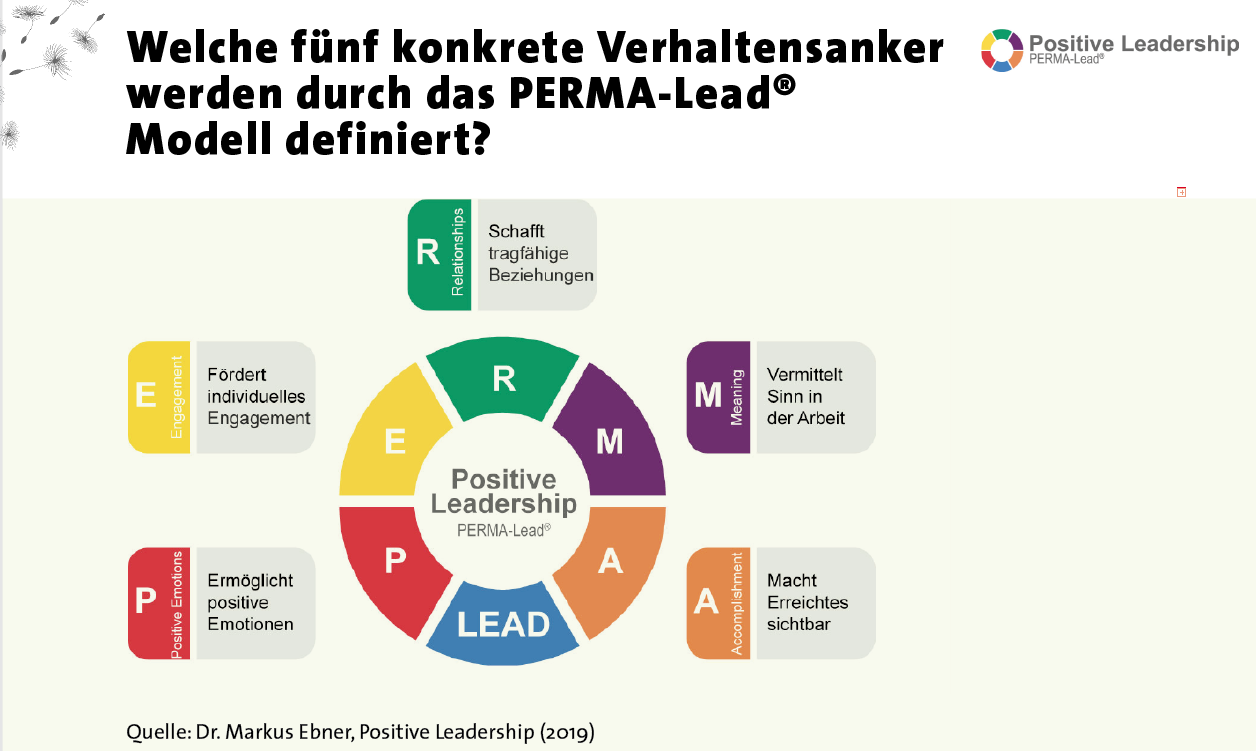 Welche fünf konkrete Verhaltensanker
werden durch das PERMA-Lead®
Modell definiert?
Positive Leadership
PERMA-Lead®
R
Relationships
Schafft
tragfähige
Beziehungen
E
Engagement
Fördert
individuelles
Engagement
M
Meaning
Vermittelt
Sinn in
der Arbeit
P
Positive Emotions
Ermöglicht
positive
Emotionen
A
Accomplishment
Macht
Erreichtes
sichtbar
R
E
M
P
A
LEAD
Positive
Leadership
PERMA-Lead®
Quelle: Dr. Markus Ebner, Positive Leadership (2019)